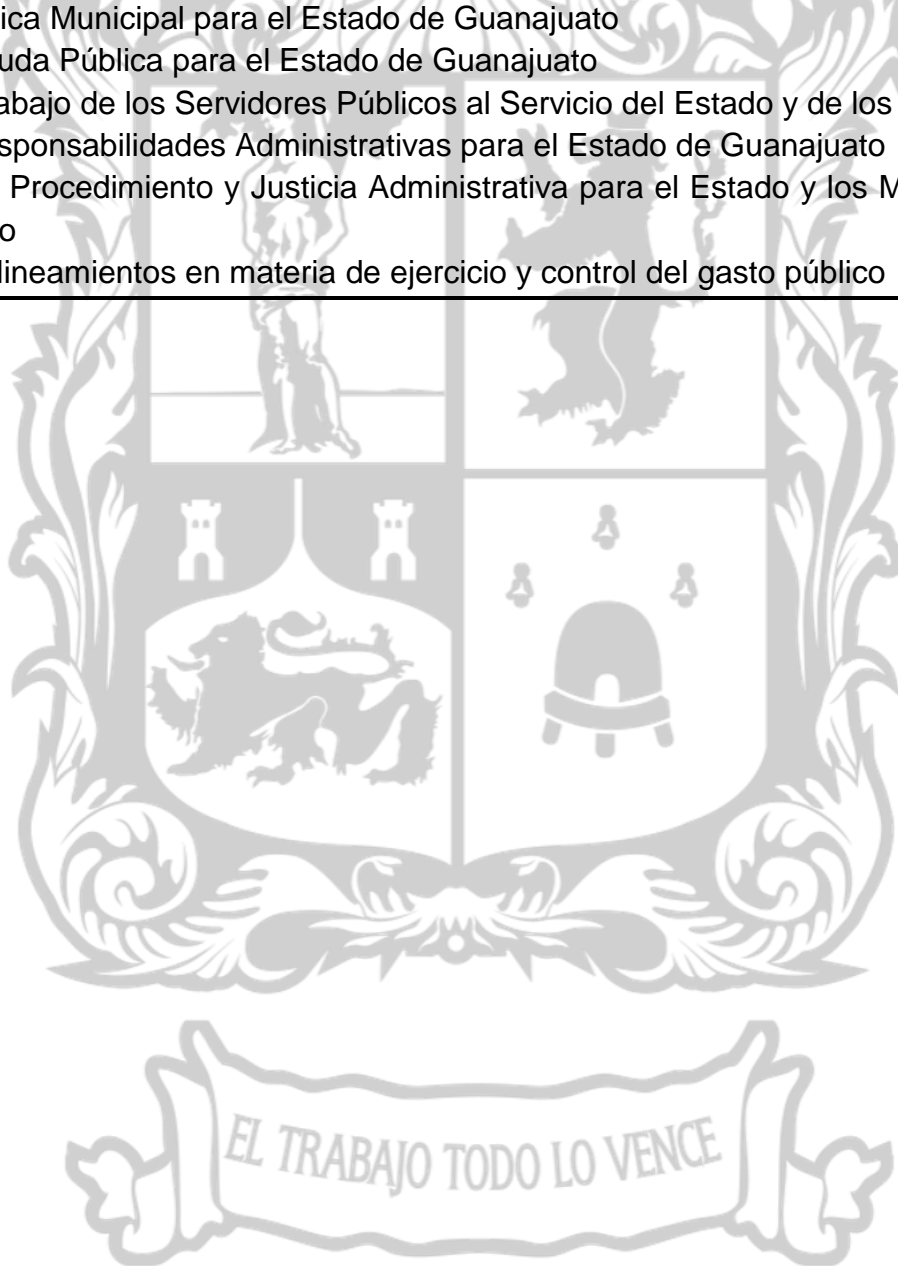 ica Municipal para el Estado de Guanajuato
uda Pública para el Estado de Guanajuato
abajo de los Servidores Públicos al Servicio del Estado y de los
sponsabilidades Administrativas para el Estado de Guanajuato
Procedimiento y Justicia Administrativa para el Estado y los M
o
lineamientos en materia de ejercicio y control del gasto público
EL TRABAJO TODO LO VENCE